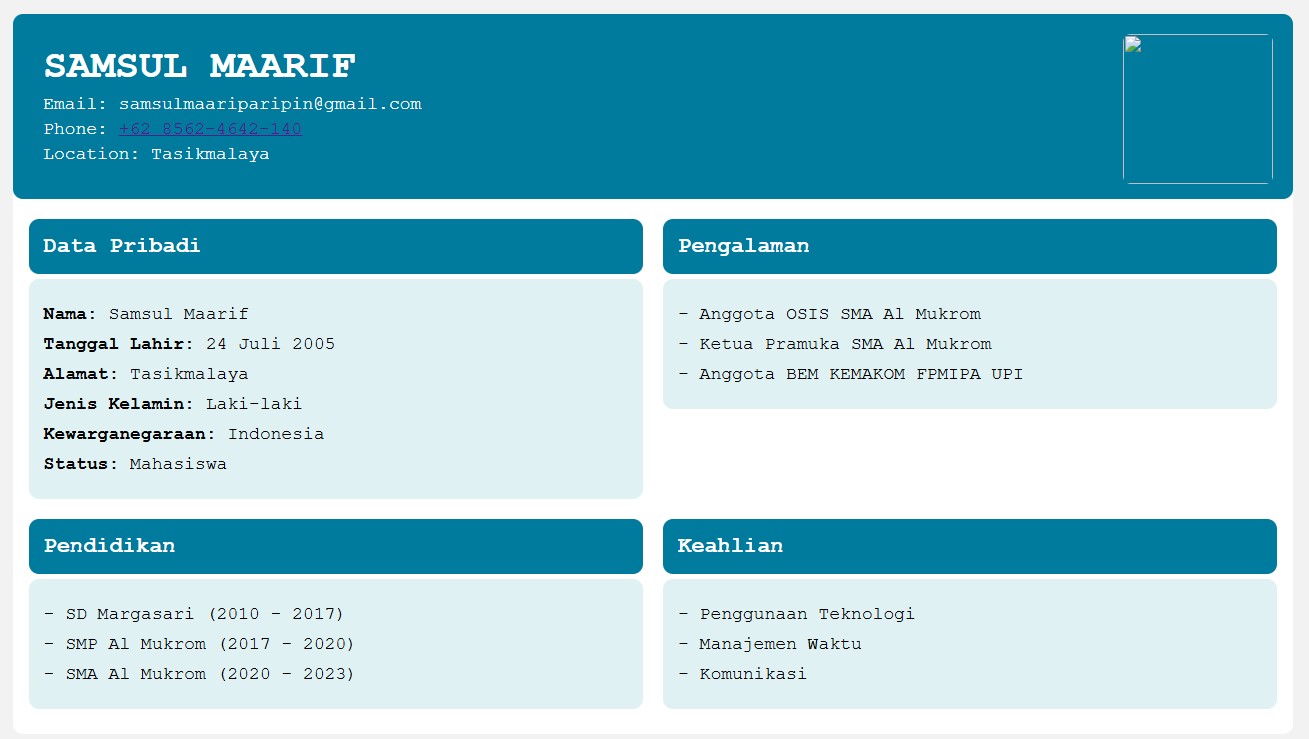 SAMSUL MAARIF
Email: samsulmaariparipin@gmail.com
Phone: +62 8562-4642-140
Location: Tasikmalaya
Data Pribadi
Nama: Samsul Maarif
Tanggal Lahir: 24 Juli 2005
Alamat: Tasikmalaya
Jenis Kelamin: Laki-laki
Kewarganegaraan: Indonesia
Status: Mahasiswa
Pengalaman
- Anggota OSIS SMA Al Mukrom
- Ketua Pramuka SMA Al Mukrom
- Anggota BEM KEMAKOM FPMIPA UPI
Pendidikan
- SD Margasari (2010 - 2017)
- SMP Al Mukrom (2017 - 2020)
- SMA Al Mukrom (2020 - 2023)
Keahlian
- Penggunaan Teknologi
- Manajemen Waktu
- Komunikasi